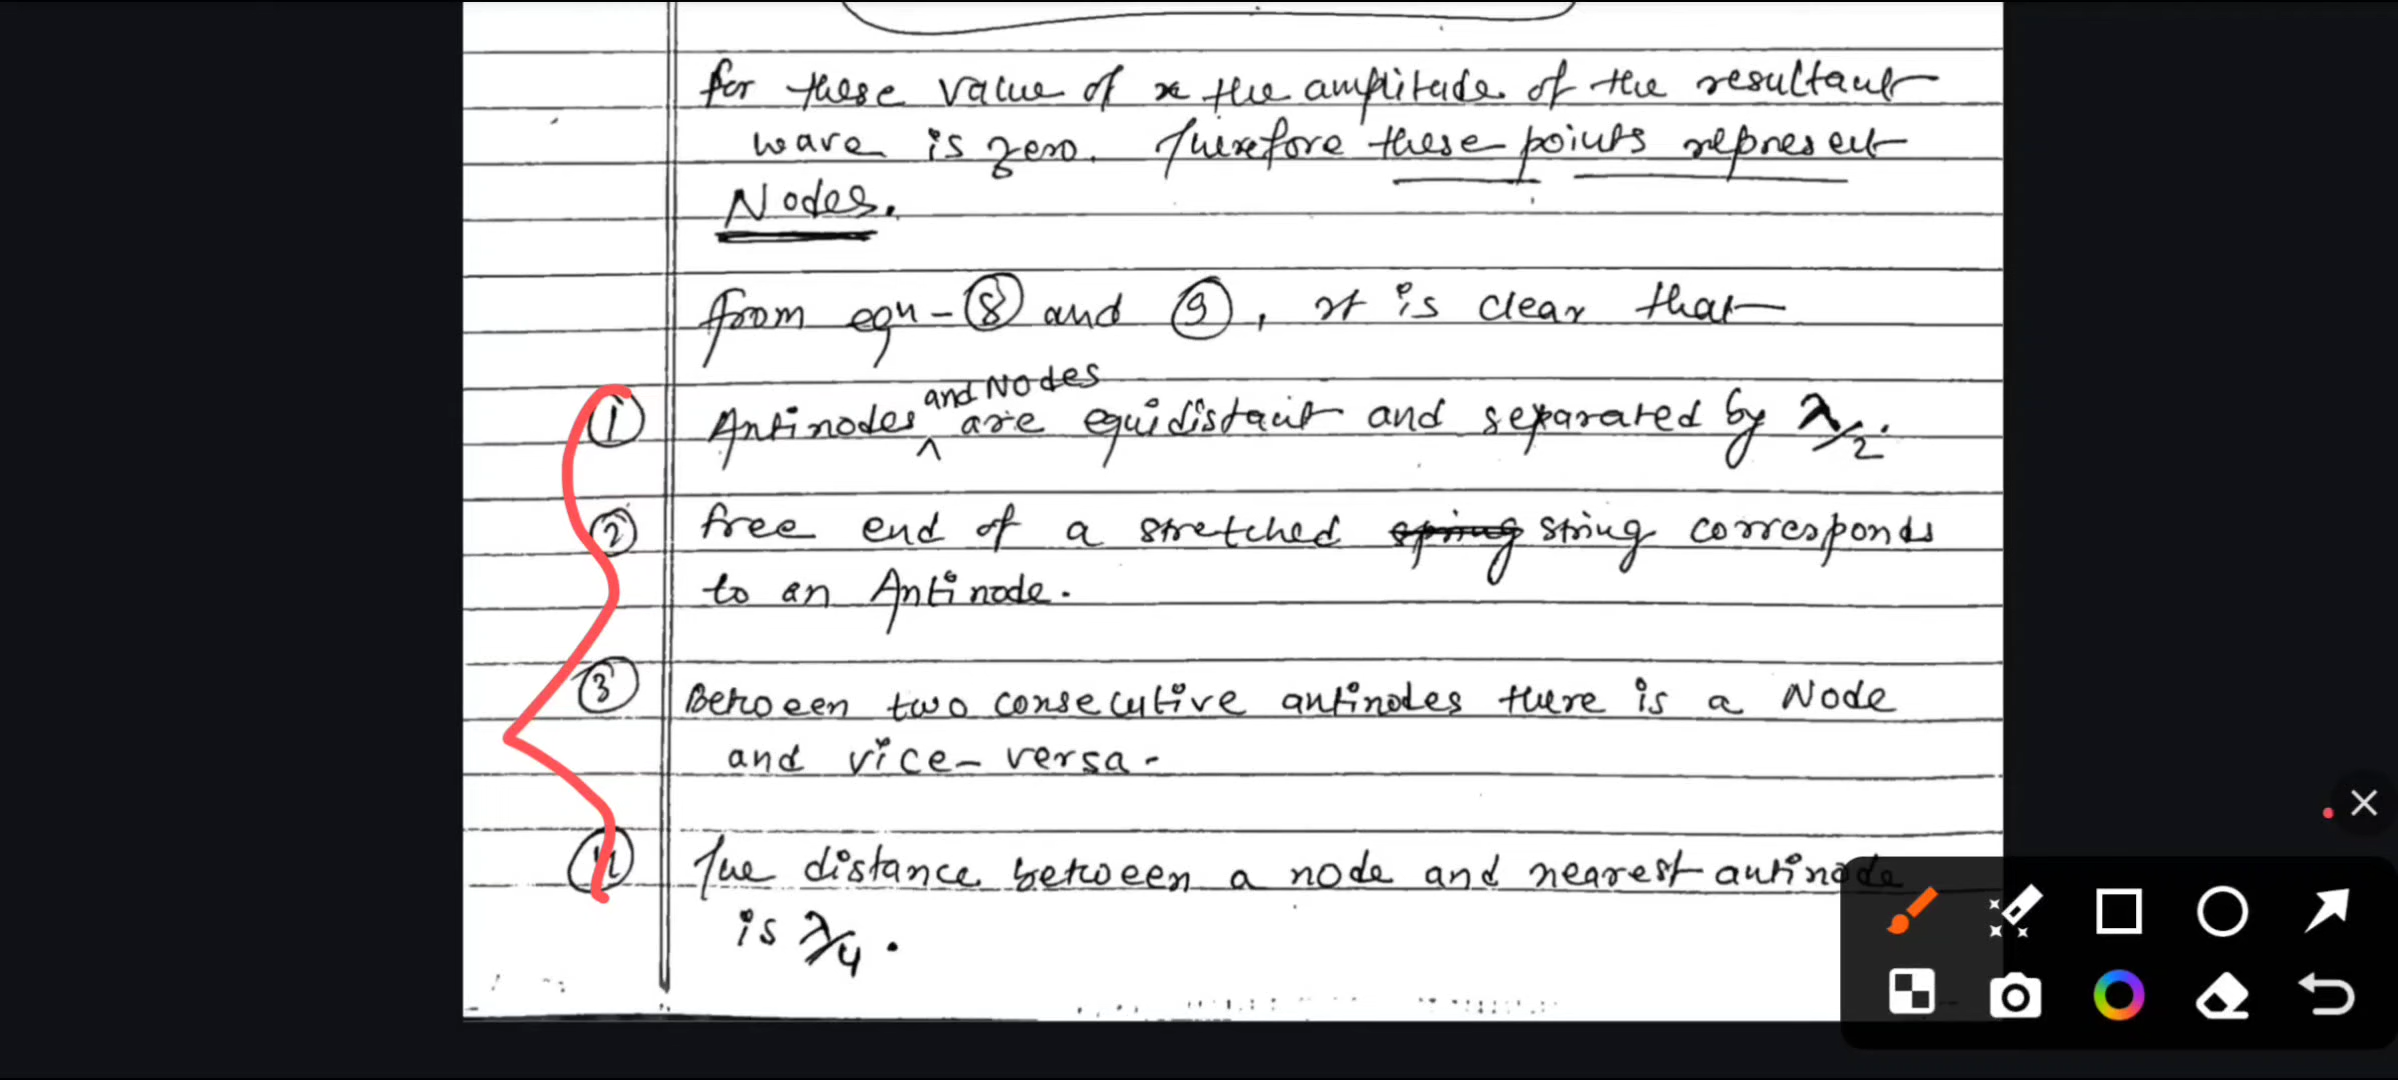 for these value of x the amplitude of the resultant
wave is zero. Therefore these points represent
Nodes.
from eqn-⑧ and ⑨, it is clear that
and Nodes
① Antinodes ^ are equidistant and separated by λ/2.
② free end of a stretched spring string corresponds
to an Antinode.
③ Between two consecutive antinodes there is a Node
and vice-versa-
④ The distance between a node and nearest antinode
is λ/4.